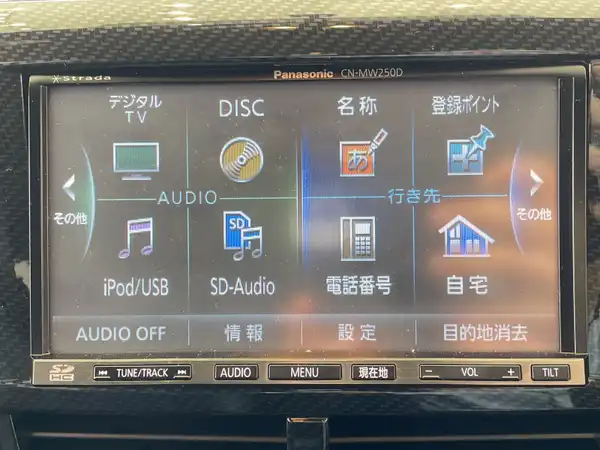 strada
Panasonic CN-MW250D
デジタル
TV
DISC
名称
登録ポイント
その他
AUDIO
行き先
その他
iPod/USB
SD-Audio
電話番号
自宅
AUDIO OFF
情報
設定
目的地消去
SD HC
TUNE/TRACK
AUDIO
MENU
現在地
− VOL +
TILT